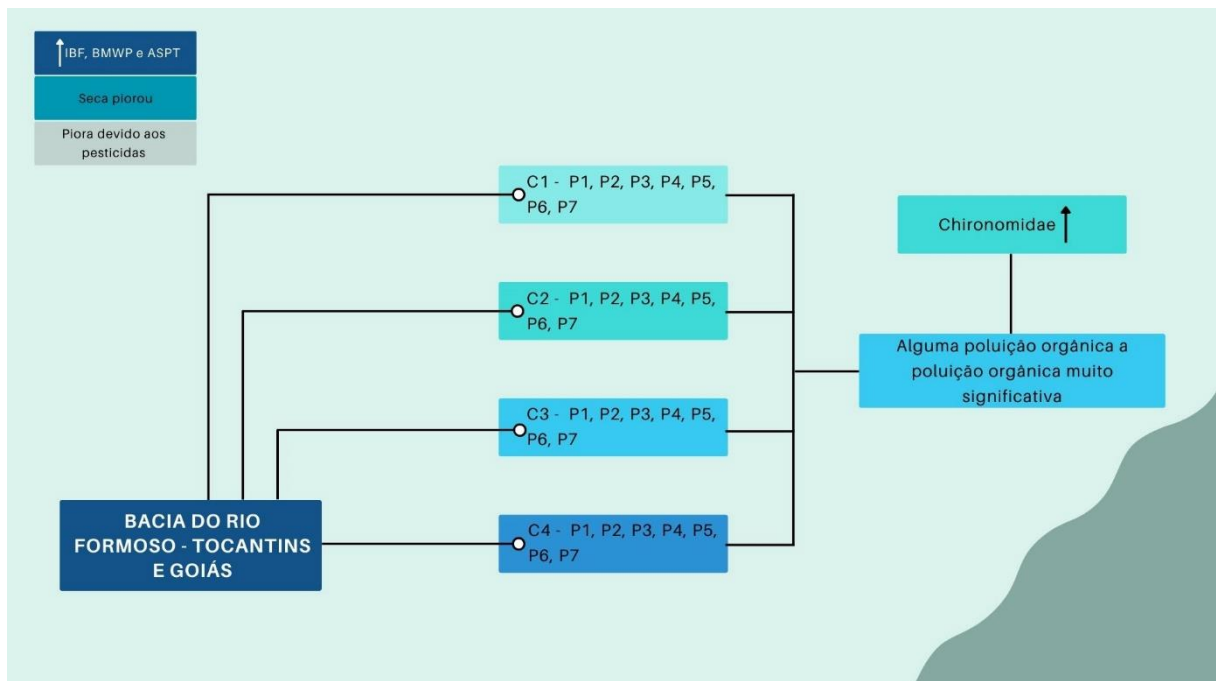 IBF, BMWP e ASPT
Seca piorou
Piora devido aos
pesticidas
C1 - P1, P2, P3, P4, P5,
P6, P7
C2 - P1, P2, P3, P4, P5,
P6, P7
C3 - P1, P2, P3, P4, P5,
P6, P7
C4 - P1, P2, P3, P4, P5,
P6, P7
BACIA DO RIO
FORMOSO - TOCANTINS
E GOIÁS
Chironomidae
Alguma poluição orgânica a
poluição orgânica muito
significativa